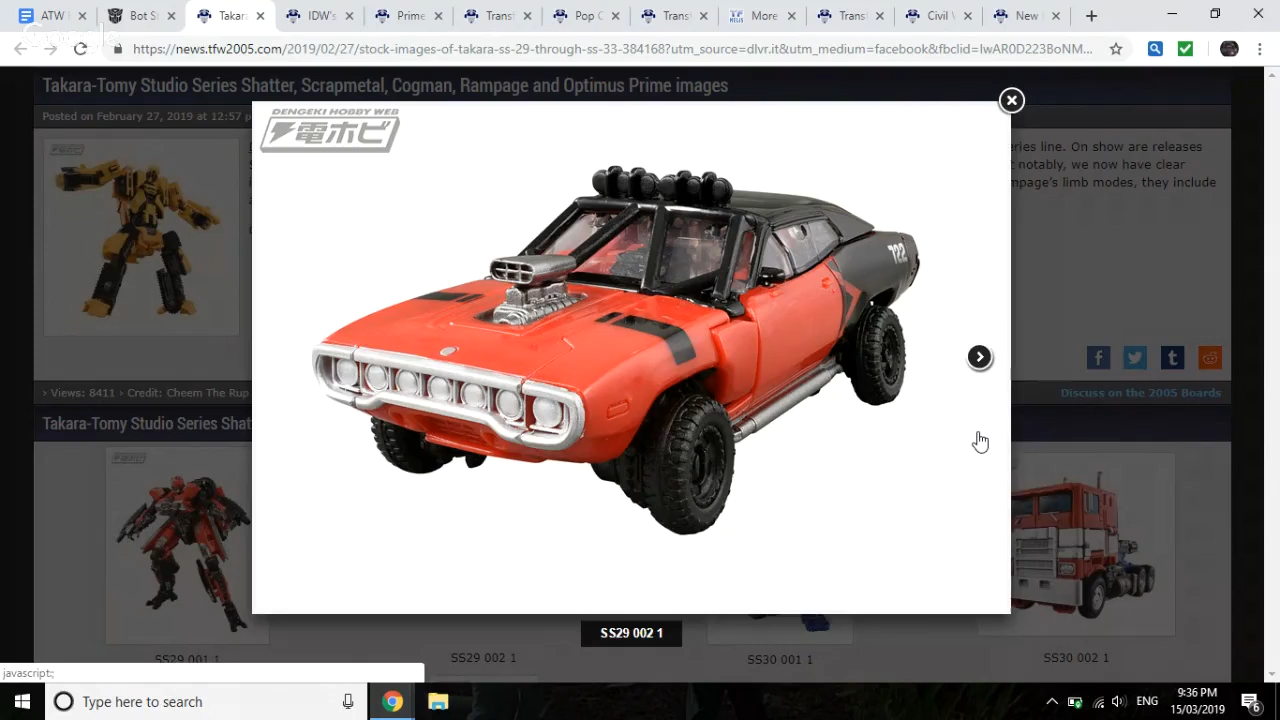 ATW
Bot St
Takara
IDW's
Prime
Transf
Pop C
Transf
More
Transf
Civil W
New
https://news.tfw2005.com/2019/02/27/stock-images-of-takara-ss-29-through-ss-33-384168?utm_source=dlvr.it&utm_medium=facebook&fbclid=IwAR0D223BoNM...
Takara-Tomy Studio Series Shatter, Scrapmetal, Cogman, Rampage and Optimus Prime images
Posted on February 27, 2019 at 12:57 p
DENGEKI HOBBY WEB
電ホビ
eries line. On show are releases
t notably, we now have clear
mpage's limb modes, they include
722
› Views: 8411 › Credit: Cheem The Rup
Discuss on the 2005 Boards
Takara-Tomy Studio Series Shat
SS29 002 1
SS29 001 1
SS29 002 1
SS30 001 1
SS30 002 1
javascript:;
Type here to search
ENG
9:36 PM
15/03/2019
6